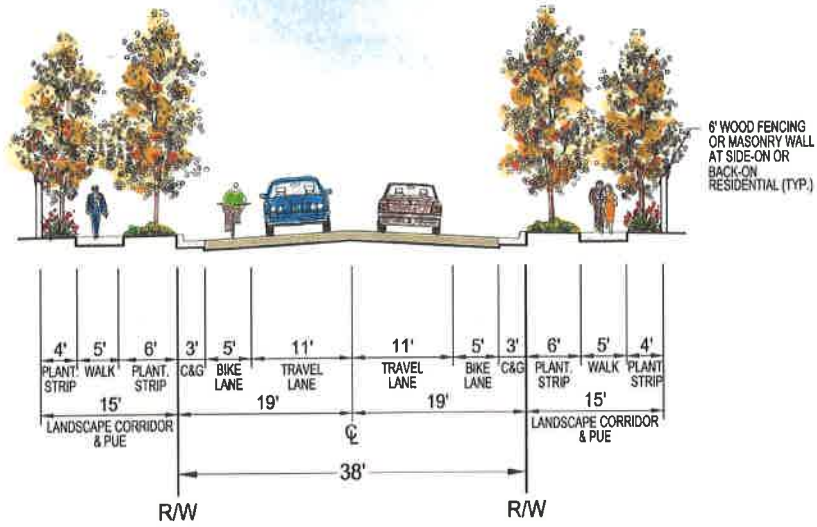 6' WOOD FENCING
OR MASONRY WALL
AT SIDE-ON OR
BACK-ON
RESIDENTIAL (TYP.)
4' 5' 6' 3' 5' 11' 11' 5' 3' 6' 5' 4'
PLANT. WALK PLANT. C&G BIKE TRAVEL TRAVEL BIKE C&G PLANT. WALK PLANT.
STRIP STRIP LANE LANE LANE LANE STRIP STRIP
15' 19' 19' 15'
LANDSCAPE CORRIDOR LANDSCAPE CORRIDOR
& PUE & PUE
℄
38'
R/W R/W